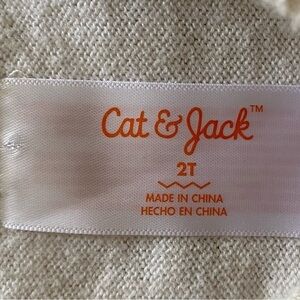 Cat & Jack™
2T
MADE IN CHINA
HECHO EN CHINA